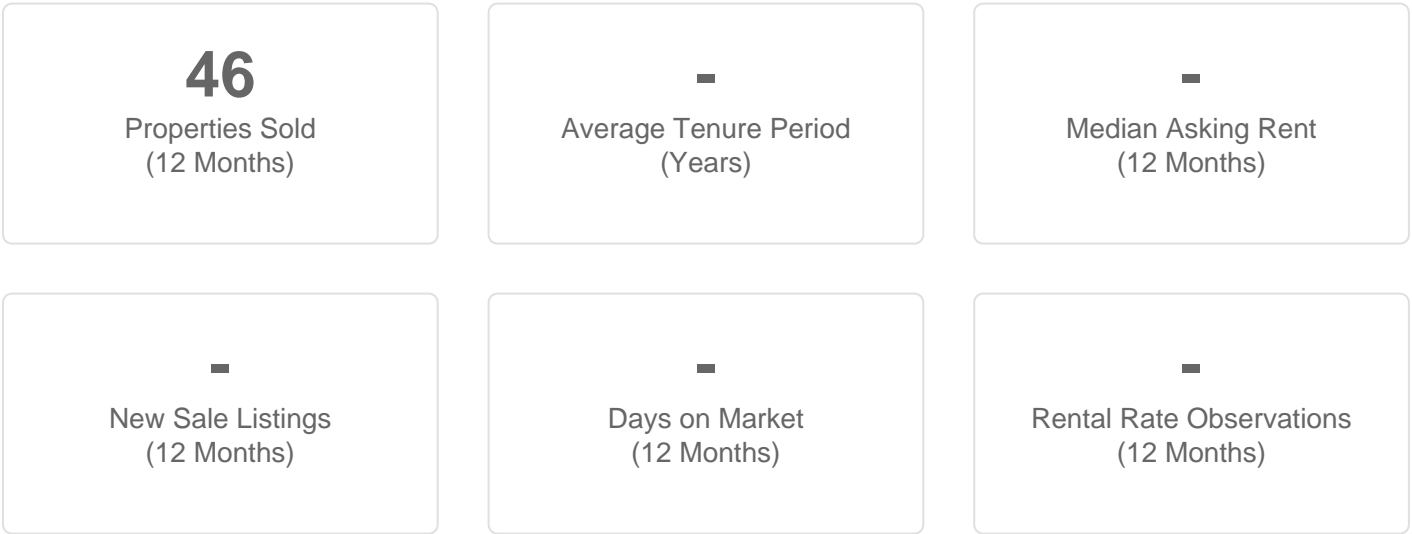 46
Properties Sold
(12 Months)
-
Average Tenure Period
(Years)
-
Median Asking Rent
(12 Months)
-
New Sale Listings
(12 Months)
-
Days on Market
(12 Months)
-
Rental Rate Observations
(12 Months)